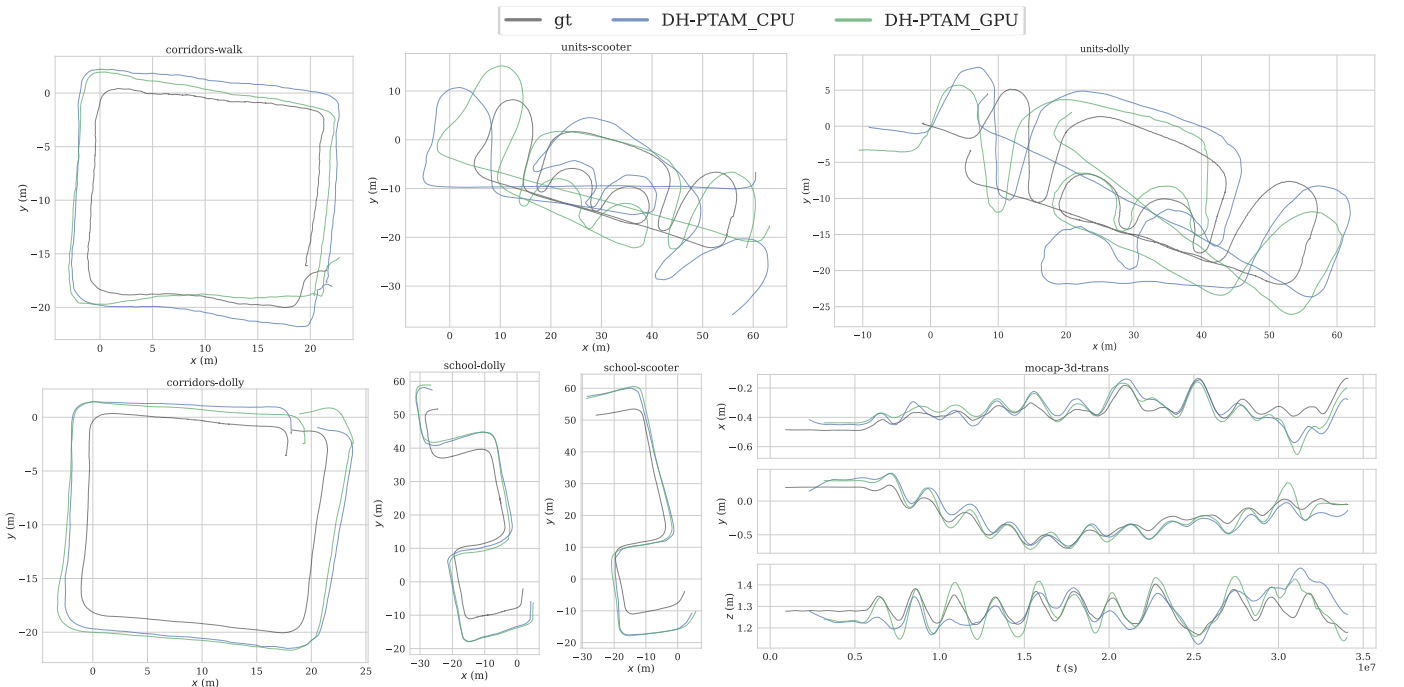 gt DH-PTAM_CPU DH-PTAM_GPU
corridors-walk
0
−5
−10
−15
−20
y (m)
0 5 10 15 20
x (m)
units-scooter
10
0
−10
−20
−30
y (m)
0 10 20 30 40 50 60
x (m)
units-dolly
5
0
−5
−10
−15
−20
−25
y (m)
−10 0 10 20 30 40 50 60
x (m)
corridors-dolly
0
−5
−10
−15
−20
y (m)
0 5 10 15 20 25
x (m)
school-dolly
60
50
40
30
20
10
0
−10
−20
y (m)
−30 −20 −10 0
x (m)
school-scooter
60
50
40
30
20
10
0
−10
−20
y (m)
−30 −20 −10 0
x (m)
mocap-3d-trans
−0.2
−0.4
−0.6
x (m)
0.0
−0.5
y (m)
1.4
1.3
1.2
z (m)
0.0 0.5 1.0 1.5 2.0 2.5 3.0 3.5
1e7
t (s)